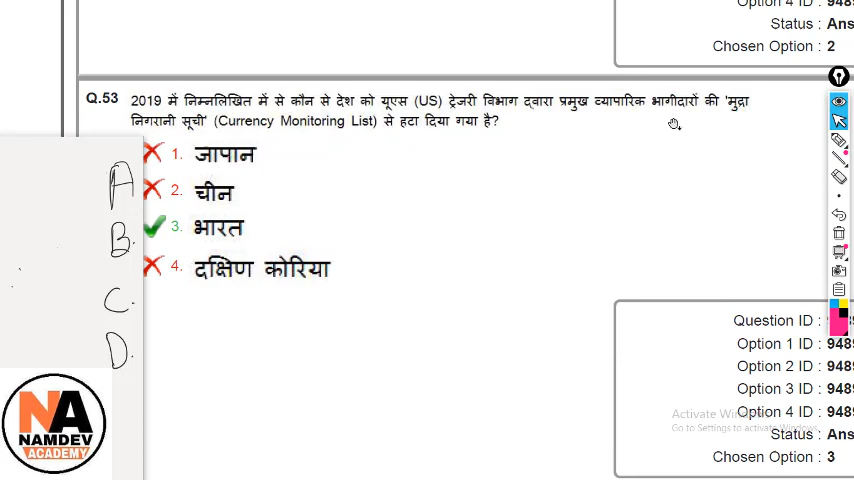 Option 4 ID : 948
Status : Ans
Chosen Option : 2
Q.53 2019 में निम्नलिखित में से कौन से देश को यूएस (US) ट्रेजरी विभाग द्वारा प्रमुख व्यापारिक भागीदारों की 'मुद्रा
निगरानी सूची' (Currency Monitoring List) से हटा दिया गया है?
A 1. जापान
2. चीन
B. 3. भारत
C. 4. दक्षिण कोरिया
D.
Question ID :
Option 1 ID : 948
Option 2 ID : 948
Option 3 ID : 948
Option 4 ID : 948
Status : Ans
Chosen Option : 3
Activate Windows
Go to Settings to activate Windows.
NA
NAMDEV
ACADEMY